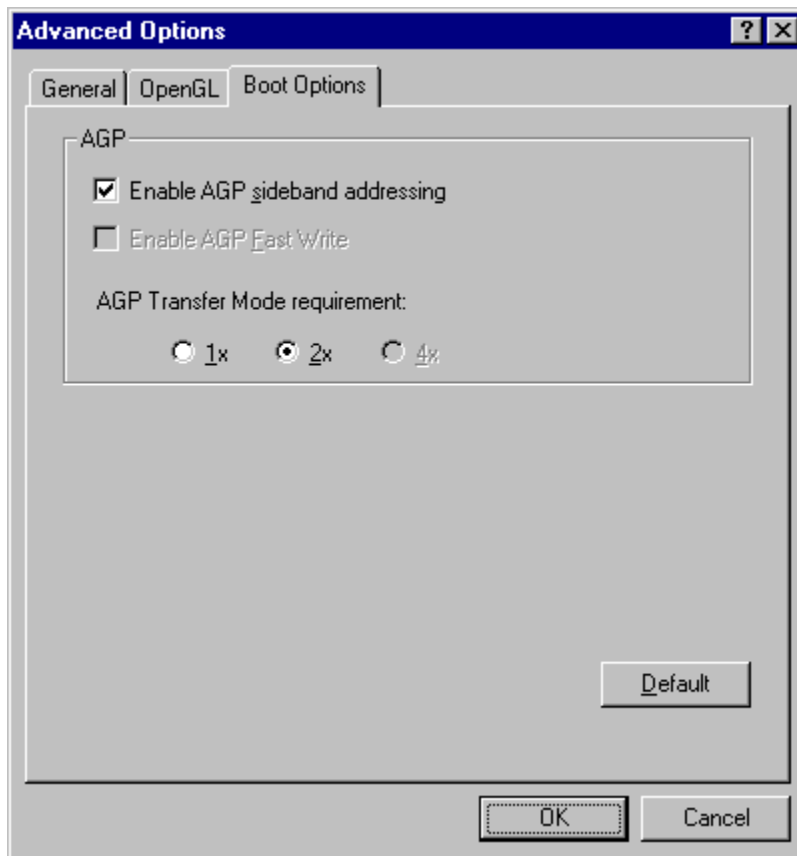 Advanced Options
General OpenGL Boot Options
AGP
Enable AGP sideband addressing
Enable AGP Fast Write
AGP Transfer Mode requirement:
1x 2x 4x
Default
OK Cancel